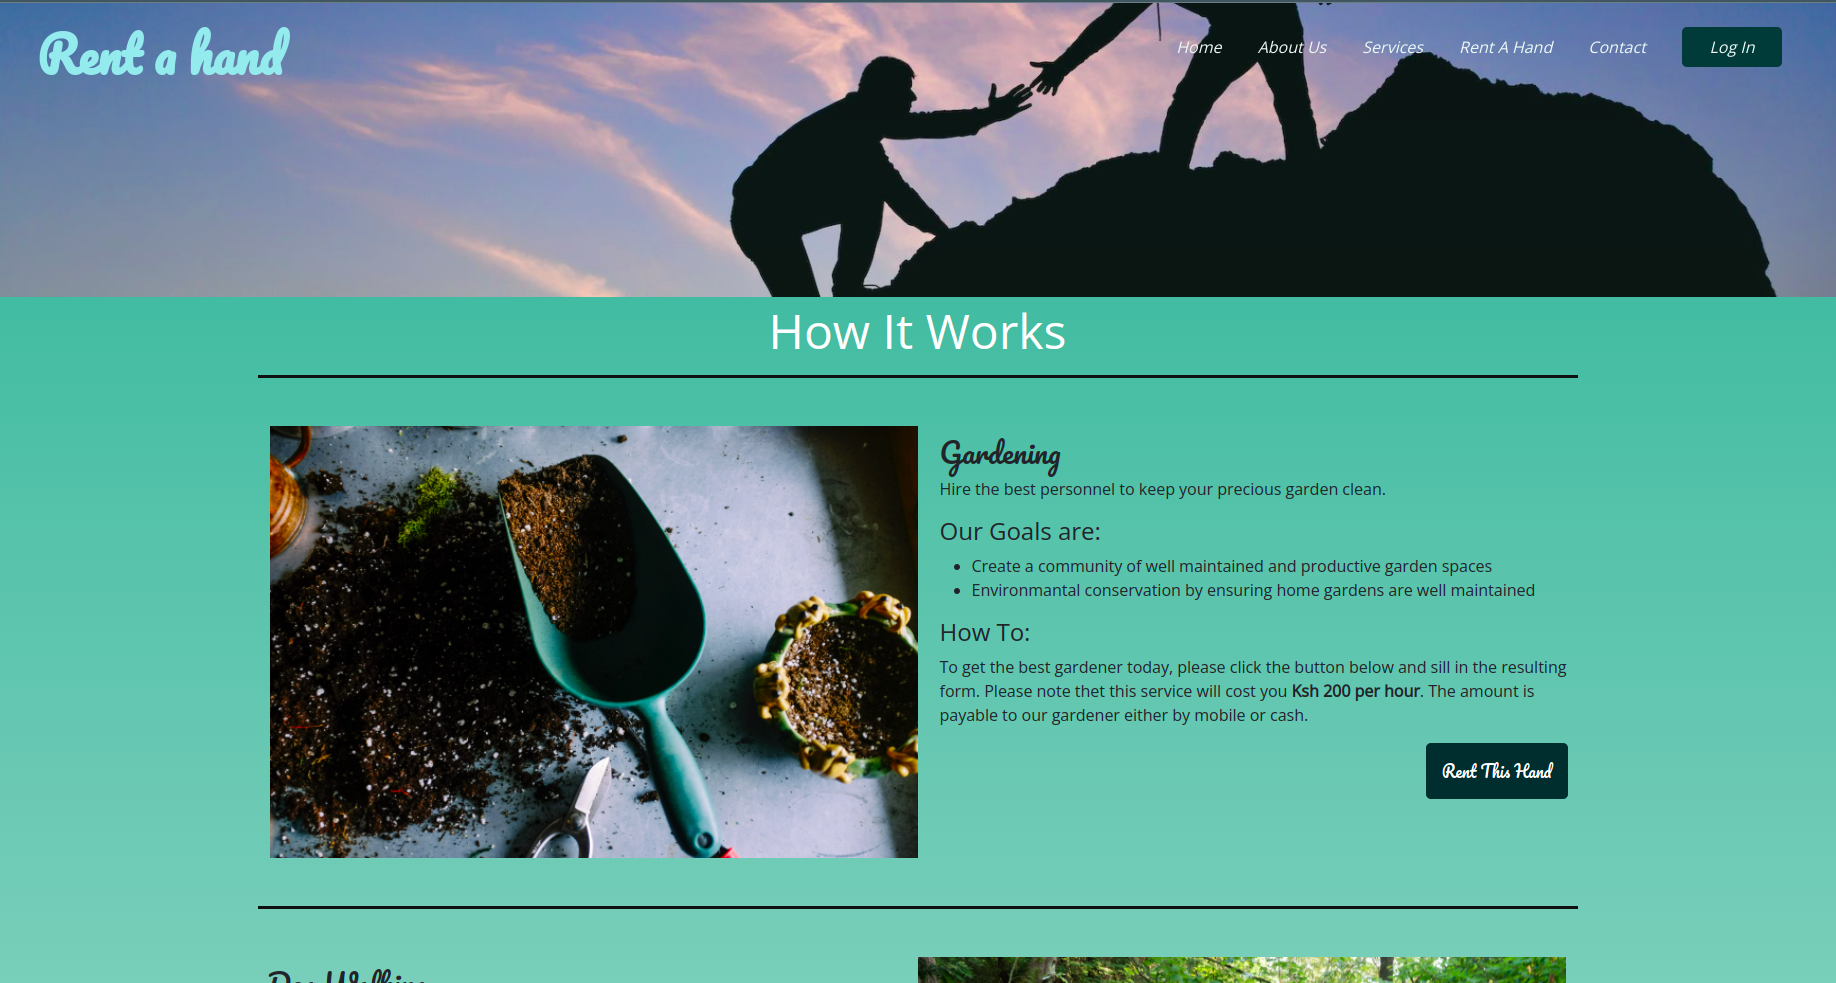 Rent a hand
Home About Us Services Rent A Hand Contact Log In
How It Works
Gardening
Hire the best personnel to keep your precious garden clean.
Our Goals are:
• Create a community of well maintained and productive garden spaces
• Environmantal conservation by ensuring home gardens are well maintained
How To:
To get the best gardener today, please click the button below and sill in the resulting
form. Please note thet this service will cost you Ksh 200 per hour. The amount is
payable to our gardener either by mobile or cash.
Rent This Hand
Dog Walking